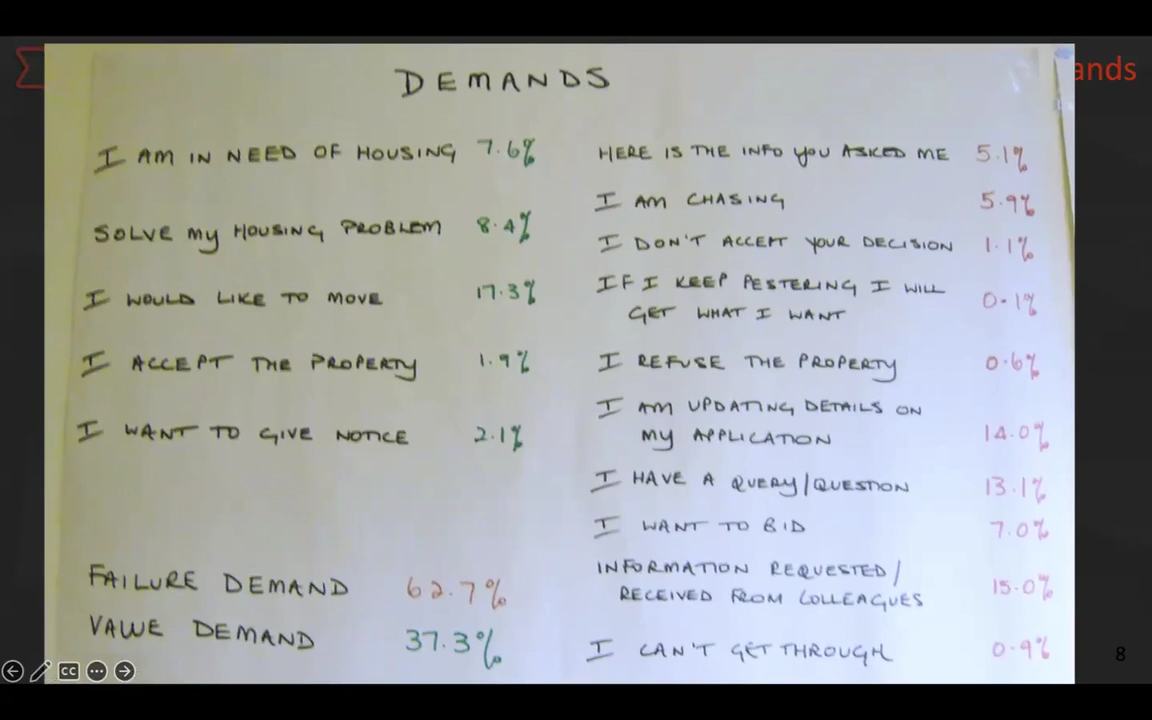 DEMANDS
ands
I AM IN NEED OF HOUSING 7.6%
SOLVE MY HOUSING PROBLEM 8.4%
I WOULD LIKE TO MOVE 17.3%
I ACCEPT THE PROPERTY 1.9%
I WANT TO GIVE NOTICE 2.1%
FAILURE DEMAND 62.7%
VALUE DEMAND 37.3%
HERE IS THE INFO YOU ASKED ME 5.1%
I AM CHASING 5.9%
I DON'T ACCEPT YOUR DECISION 1.1%
IF I KEEP PESTERING I WILL
GET WHAT I WANT 0.1%
I REFUSE THE PROPERTY 0.6%
I AM UPDATING DETAILS ON
MY APPLICATION 14.0%
I HAVE A QUERY/QUESTION 13.1%
I WANT TO BID 7.0%
INFORMATION REQUESTED/
RECEIVED FROM COLLEAGUES 15.0%
I CAN'T GET THROUGH 0.9%
8
CC